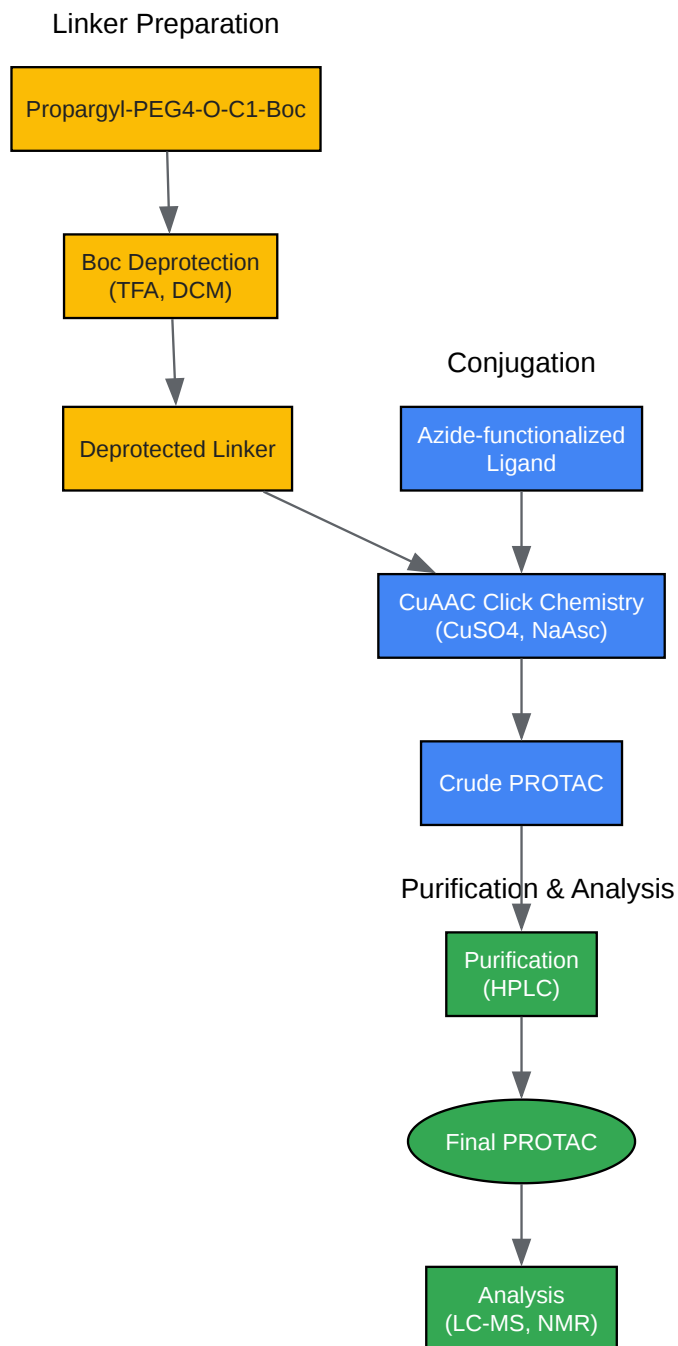 Linker Preparation
Propargyl-PEG4-O-C1-Boc
Boc Deprotection
(TFA, DCM)
Deprotected Linker
Conjugation
Azide-functionalized
Ligand
CuAAC Click Chemistry
(CuSO4, NaAsc)
Crude PROTAC
Purification & Analysis
Purification
(HPLC)
Final PROTAC
Analysis
(LC-MS, NMR)